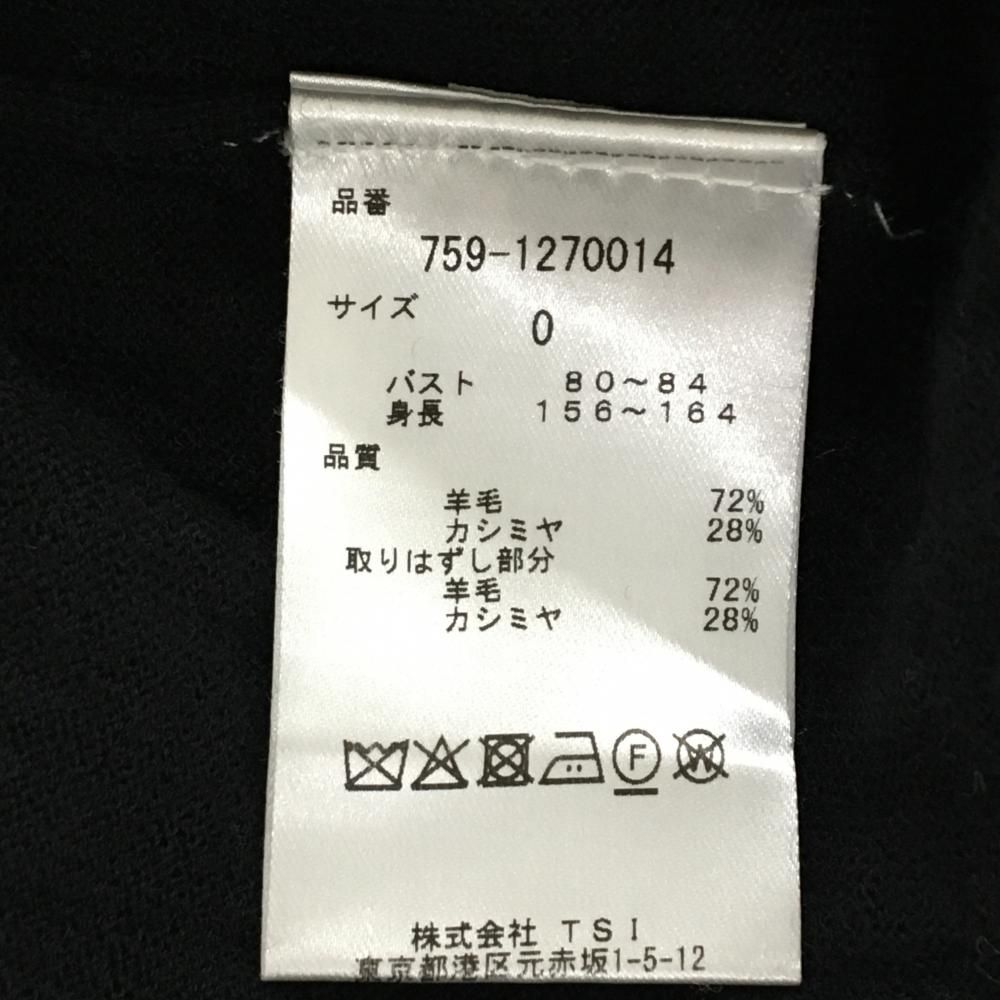 品番
759-1270014
サイズ 0
バスト 80～84
身長 156～164
品質
羊毛 72%
カシミヤ 28%
取りはずし部分
羊毛 72%
カシミヤ 28%
F W
株式会社 TSI
東京都港区元赤坂1-5-12